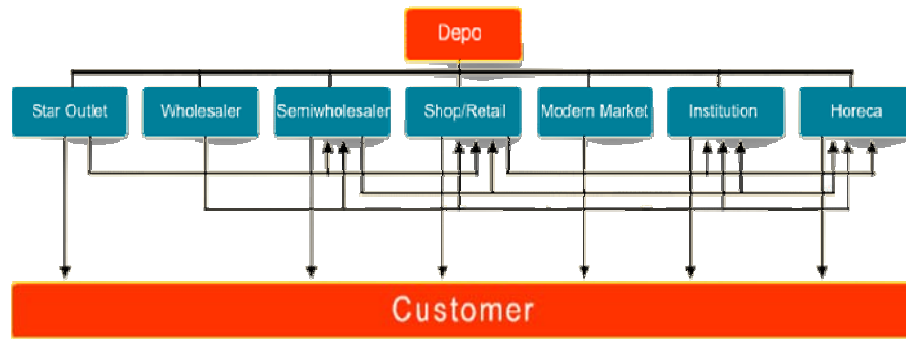 Depo
Star Outlet
Wholesaler
Semiwholesaler
Shop/Retail
Modern Market
Institution
Horeca
Customer